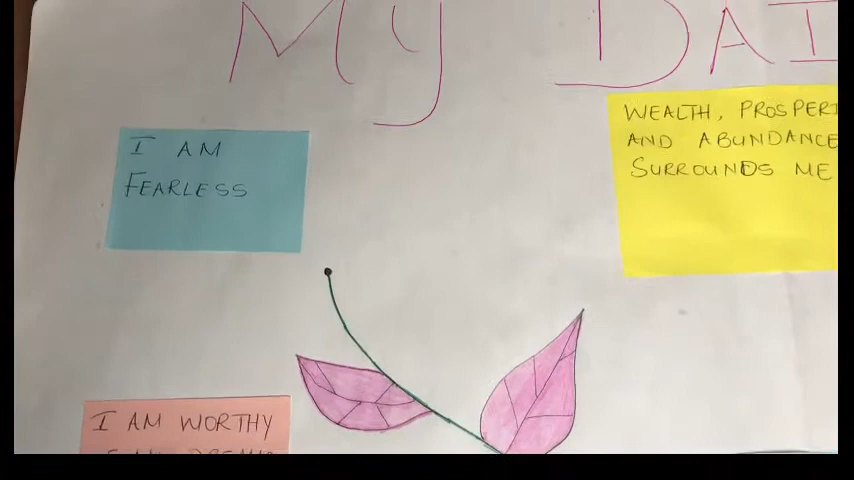 My DAI
I AM
FEARLESS
WEALTH, PROSPERI
AND ABUNDANCE
SURROUNDS ME
I AM WORTHY